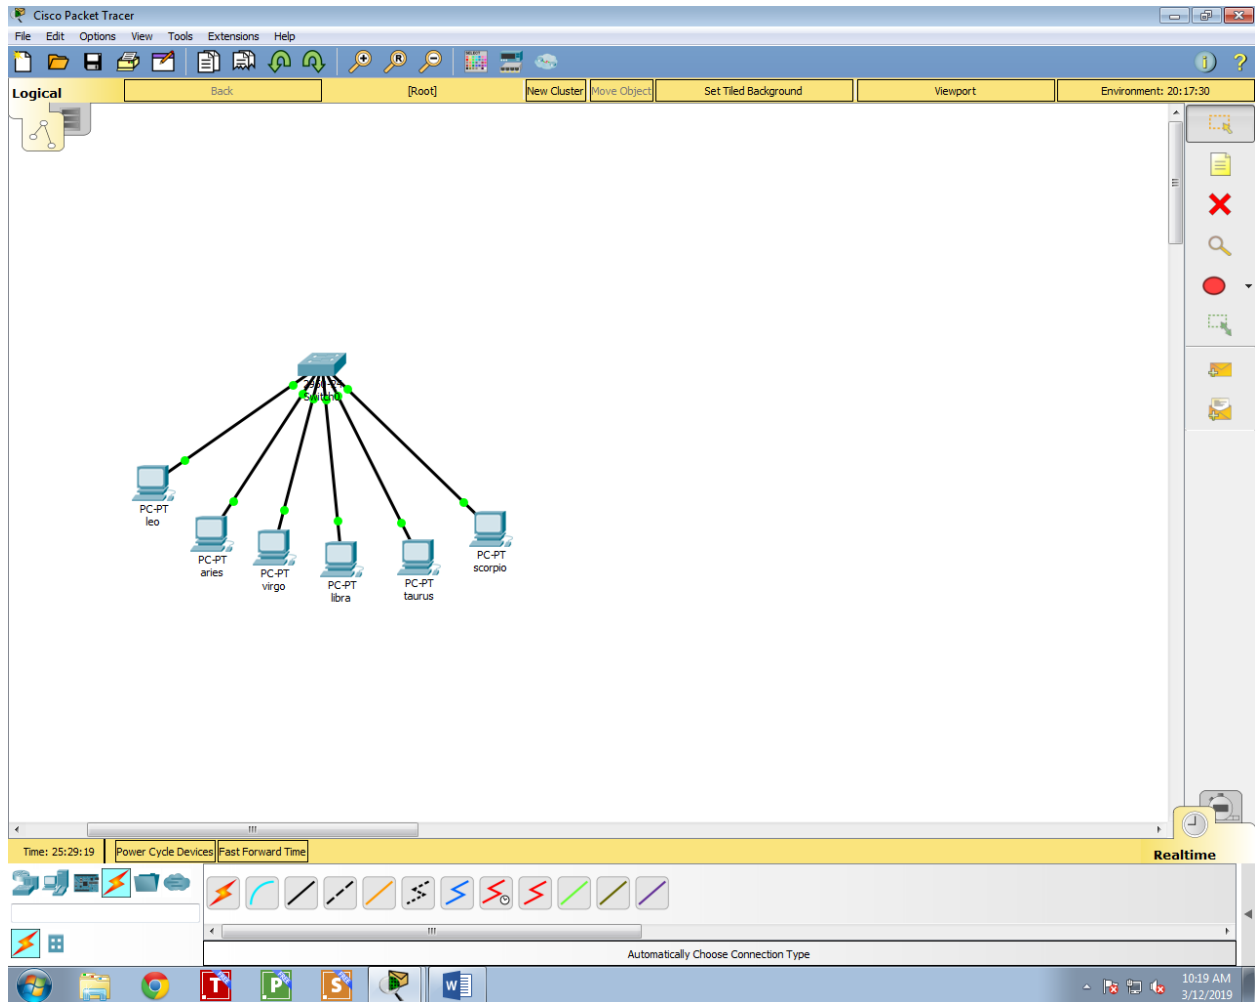 Cisco Packet Tracer
File Edit Options View Tools Extensions Help
Logical Back [Root] New Cluster Move Object Set Tiled Background Viewport Environment: 20:17:30
2960-24
Switch0
PC-PT
leo
PC-PT
aries
PC-PT
virgo
PC-PT
libra
PC-PT
taurus
PC-PT
scorpio
Time: 25:29:19 Power Cycle Devices Fast Forward Time Realtime
Automatically Choose Connection Type
10:19 AM
3/12/2019